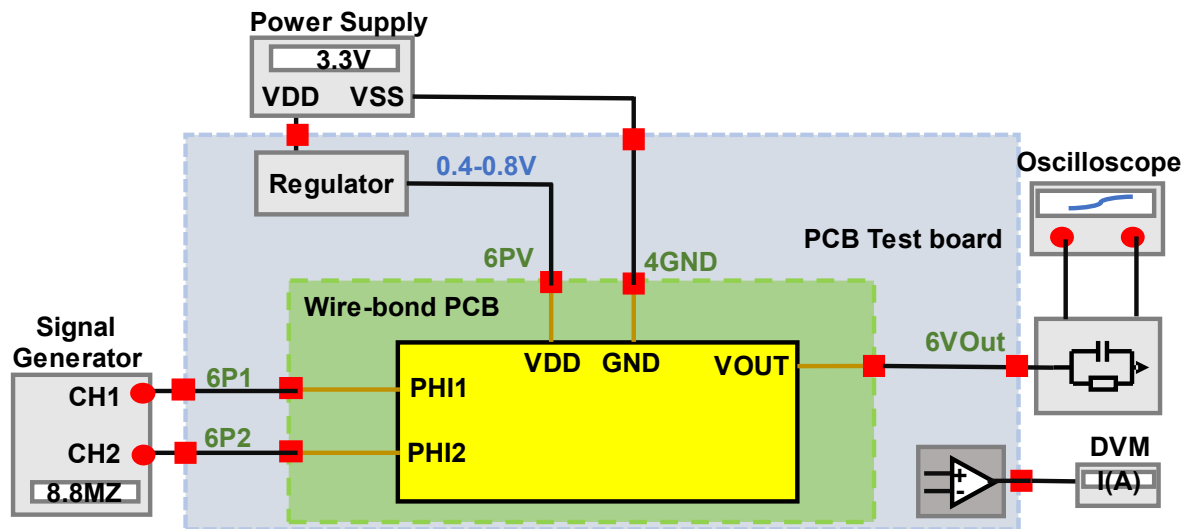 Power Supply
3.3V
VDD VSS
Regulator
0.4-0.8V
Oscilloscope
PCB Test board
6PV
4GND
Wire-bond PCB
Signal
Generator
CH1
6P1
PHI1
VDD GND VOUT
6VOut
CH2
6P2
PHI2
8.8MZ
+
-
DVM
I(A)